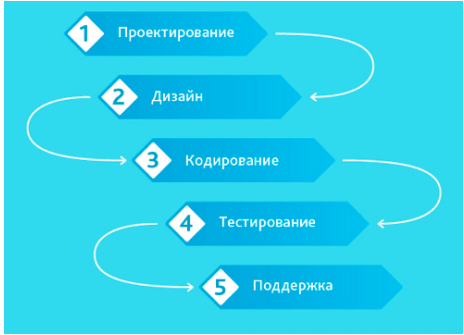 1 Проектирование
2 Дизайн
3 Кодирование
4 Тестирование
5 Поддержка